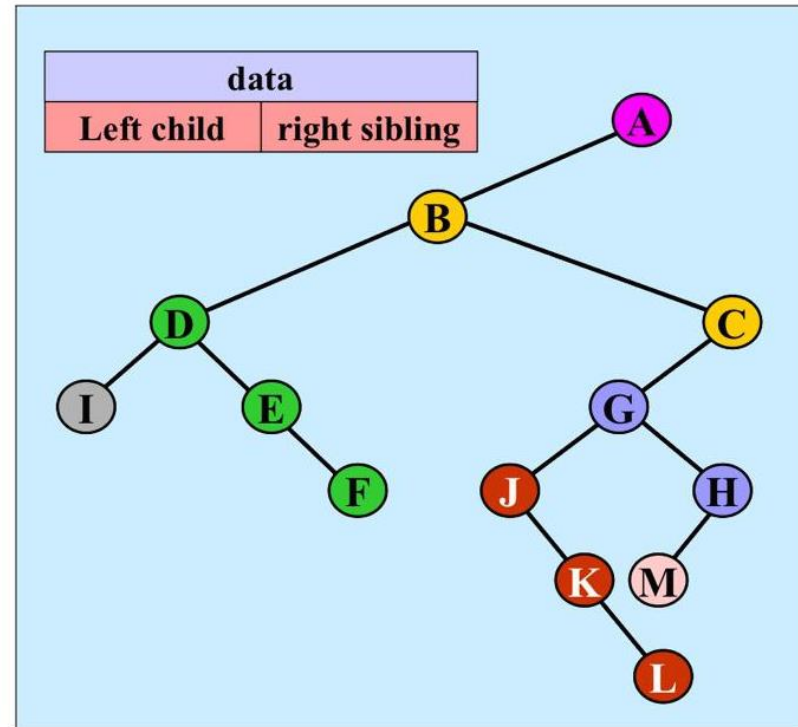 data
Left child right sibling
A
B
D C
I E G
F J H
K M
L